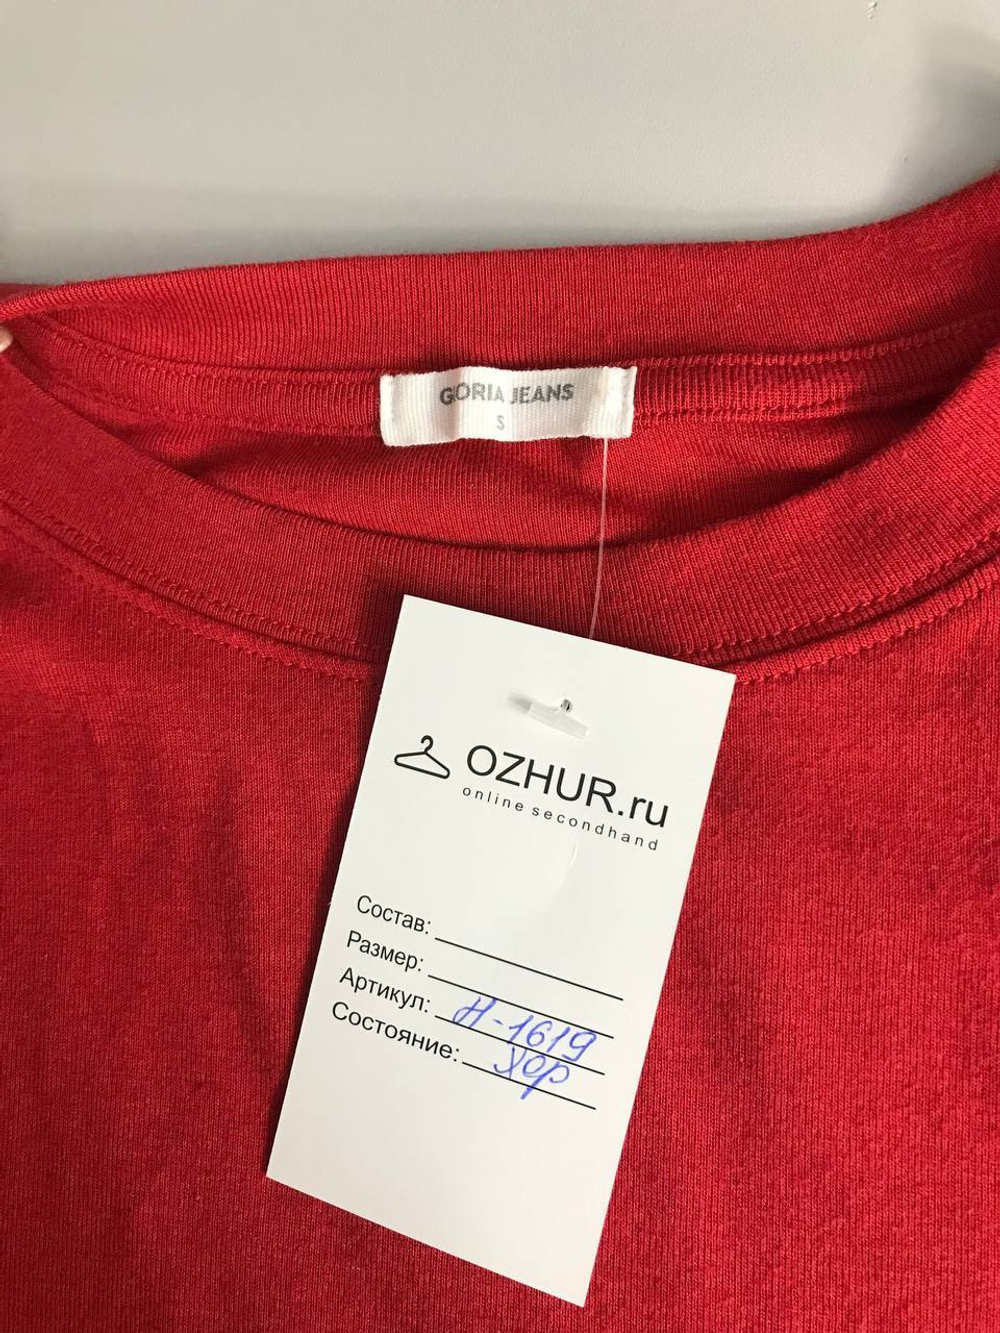 GORIA JEANS
S
OZHUR.ru
online secondhand
Состав:
Размер:
Артикул: Н-1619
Состояние: хор